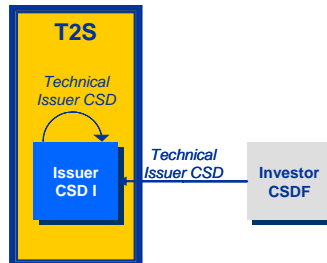 T2S
Technical
Issuer CSD
Issuer
CSD I
Technical
Issuer CSD
Investor
CSDF